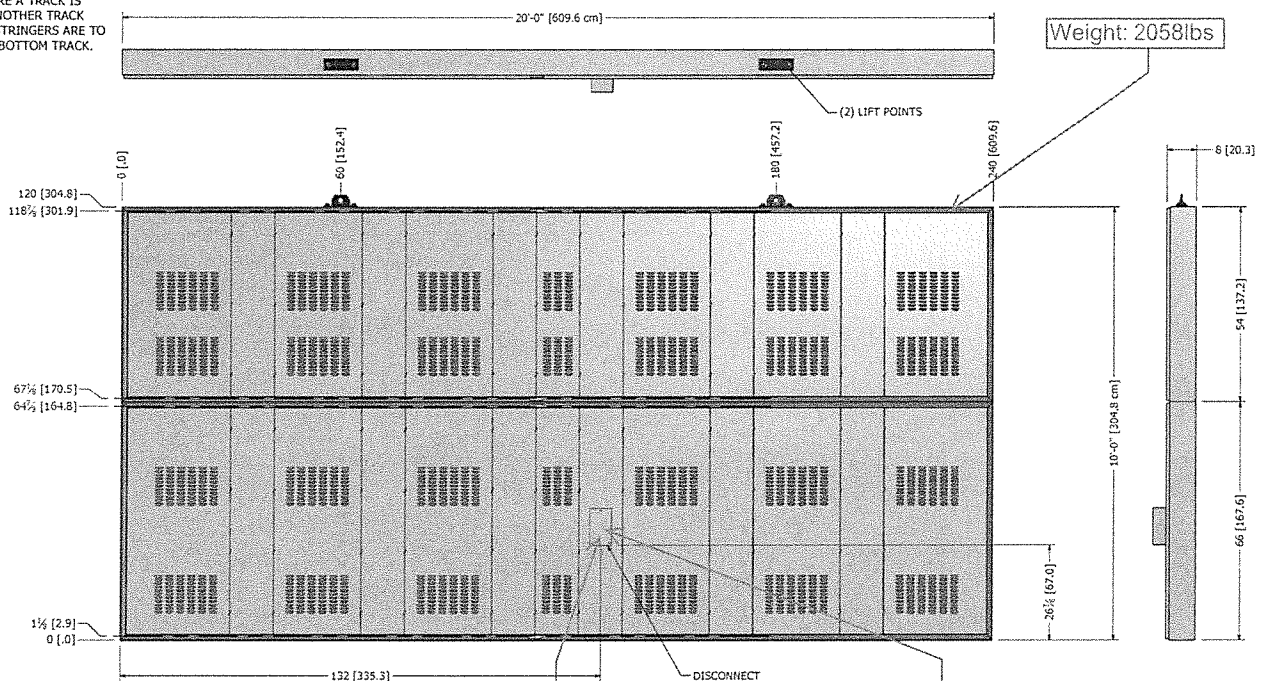 RE A TRACK IS
NOTHER TRACK
TRINGERS ARE TO
BOTTOM TRACK.
20'-0" [609.6 cm]
Weight: 2058lbs
(2) LIFT POINTS
0 [.0]
60 [152.4]
180 [457.2]
240 [609.6]
8 [20.3]
120 [304.8]
118⅞ [301.9]
54 [137.2]
67⅛ [170.5]
64⅞ [164.8]
10'-0" [304.8 cm]
66 [167.6]
[67.0]
1⅛ [2.9]
0 [.0]
132 [335.3]
DISCONNECT